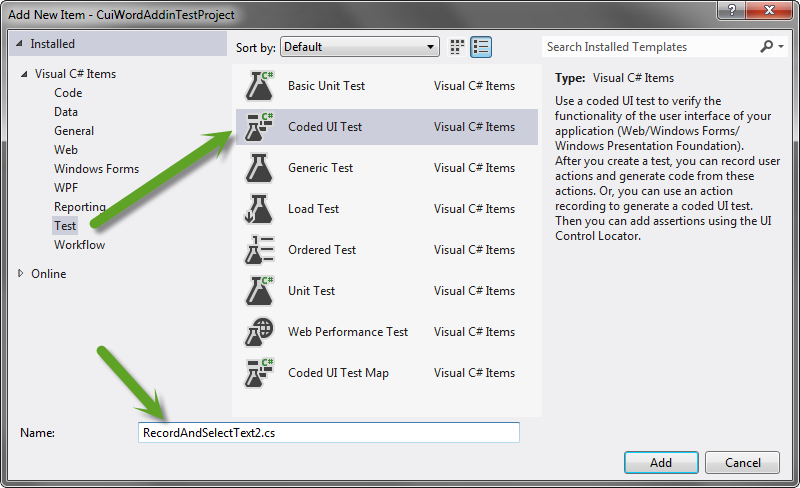 Add New Item - CuiWordAddinTestProject
Installed
Visual C# Items
Code
Data
General
Web
Windows Forms
WPF
Reporting
Test
Workflow
Online
Sort by: Default
Basic Unit Test Visual C# Items
Coded UI Test Visual C# Items
Generic Test Visual C# Items
Load Test Visual C# Items
Ordered Test Visual C# Items
Unit Test Visual C# Items
Web Performance Test Visual C# Items
Coded UI Test Map Visual C# Items
Search Installed Templates
Type: Visual C# Items
Use a coded UI test to verify the
functionality of the user interface of your
application (Web/Windows Forms/
Windows Presentation Foundation).
After you create a test, you can record user
actions and generate code from these
actions. Or, you can use an action
recording to generate a coded UI test.
Then you can add assertions using the UI
Control Locator.
Name: RecordAndSelectText2.cs
Add Cancel